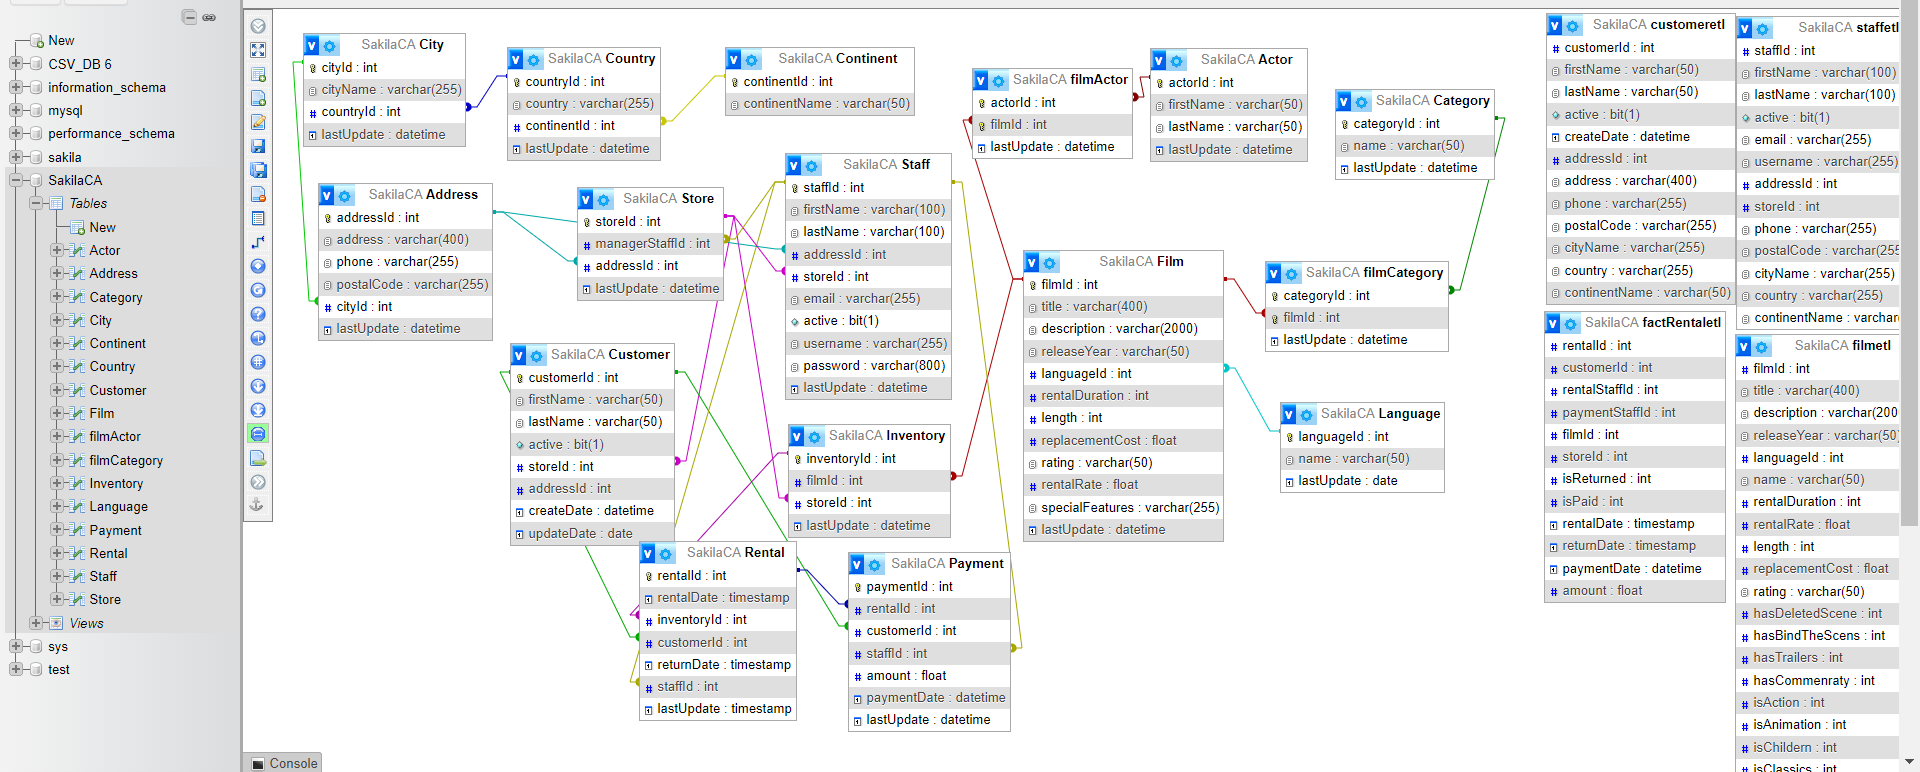 New
CSV_DB 6
information_schema
mysql
performance_schema
sakila
SakilaCA
Tables
New
Actor
Address
Category
City
Continent
Country
Customer
Film
filmActor
filmCategory
Inventory
Language
Payment
Rental
Staff
Store
Views
sys
test
SakilaCA City
cityId : int
cityName : varchar(255)
countryId : int
lastUpdate : datetime
SakilaCA Country
countryId : int
country : varchar(255)
continentId : int
lastUpdate : datetime
SakilaCA Continent
continentId : int
continentName : varchar(50)
SakilaCA filmActor
actorId : int
filmId : int
lastUpdate : datetime
SakilaCA Actor
actorId : int
firstName : varchar(50)
lastName : varchar(50)
lastUpdate : datetime
SakilaCA Category
categoryId : int
name : varchar(50)
lastUpdate : datetime
SakilaCA Address
addressId : int
address : varchar(400)
phone : varchar(255)
postalCode : varchar(255)
cityId : int
lastUpdate : datetime
SakilaCA Store
storeId : int
managerStaffId : int
addressId : int
lastUpdate : datetime
SakilaCA Staff
staffId : int
firstName : varchar(100)
lastName : varchar(100)
addressId : int
storeId : int
email : varchar(255)
active : bit(1)
username : varchar(255)
password : varchar(800)
lastUpdate : datetime
SakilaCA Film
filmId : int
title : varchar(400)
description : varchar(2000)
releaseYear : varchar(50)
languageId : int
rentalDuration : int
length : int
replacementCost : float
rating : varchar(50)
rentalRate : float
specialFeatures : varchar(255)
lastUpdate : datetime
SakilaCA filmCategory
categoryId : int
filmId : int
lastUpdate : datetime
SakilaCA Language
languageId : int
name : varchar(50)
lastUpdate : date
SakilaCA Customer
customerId : int
firstName : varchar(50)
lastName : varchar(50)
active : bit(1)
storeId : int
addressId : int
createDate : datetime
updateDate : date
SakilaCA Inventory
inventoryId : int
filmId : int
storeId : int
lastUpdate : datetime
SakilaCA Rental
rentalId : int
rentalDate : timestamp
inventoryId : int
customerId : int
returnDate : timestamp
staffId : int
lastUpdate : timestamp
SakilaCA Payment
paymentId : int
rentalId : int
customerId : int
staffId : int
amount : float
paymentDate : datetime
lastUpdate : datetime
SakilaCA customeretl
customerId : int
firstName : varchar(50)
lastName : varchar(50)
active : bit(1)
createDate : datetime
addressId : int
address : varchar(400)
phone : varchar(255)
postalCode : varchar(255)
cityName : varchar(255)
country : varchar(255)
continentName : varchar(50)
SakilaCA factRentaletl
rentalId : int
customerId : int
rentalStaffId : int
paymentStaffId : int
filmId : int
storeId : int
isReturned : int
isPaid : int
rentalDate : timestamp
returnDate : timestamp
paymentDate : datetime
amount : float
SakilaCA staffetl
staffId : int
firstName : varchar(100)
lastName : varchar(100)
active : bit(1)
email : varchar(255)
username : varchar(255)
addressId : int
storeId : int
phone : varchar(255)
postalCode : varchar(255
cityName : varchar(255)
country : varchar(255)
continentName : varchar
SakilaCA filmetl
filmId : int
title : varchar(400)
description : varchar(200
releaseYear : varchar(50)
languageId : int
name : varchar(50)
rentalDuration : int
rentalRate : float
length : int
replacementCost : float
rating : varchar(50)
hasDeletedScene : int
hasBindTheScens : int
hasTrailers : int
hasCommenraty : int
isAction : int
isAnimation : int
isChildern : int
isClassics : int
Console